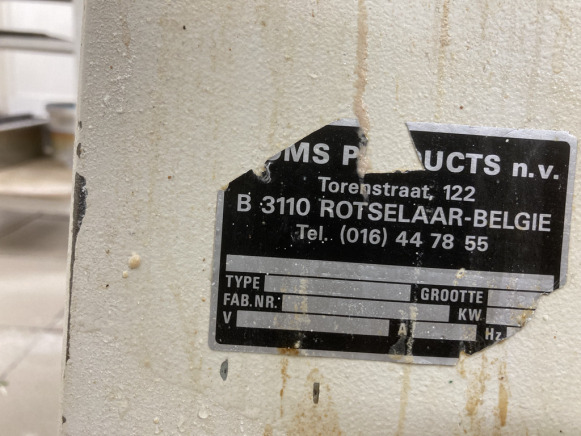 n.v.
Torenstraat, 122
B 3110 ROTSELAAR-BELGIE
Tel. (016) 44 78 55
TYPE GROOTTE
FAB.NR. KW
V A Hz.